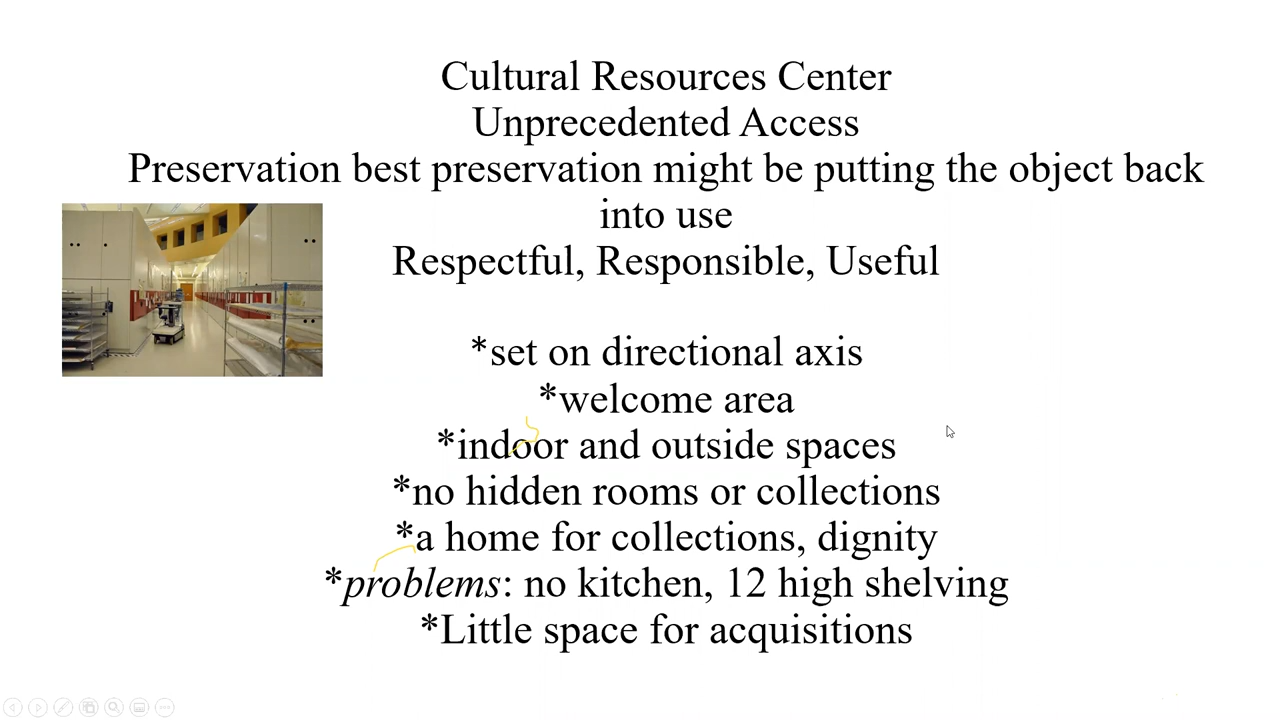 Cultural Resources Center
Unprecedented Access
Preservation best preservation might be putting the object back
into use
Respectful, Responsible, Useful
*set on directional axis
*welcome area
*indoor and outside spaces
*no hidden rooms or collections
*a home for collections, dignity
*problems: no kitchen, 12 high shelving
*Little space for acquisitions